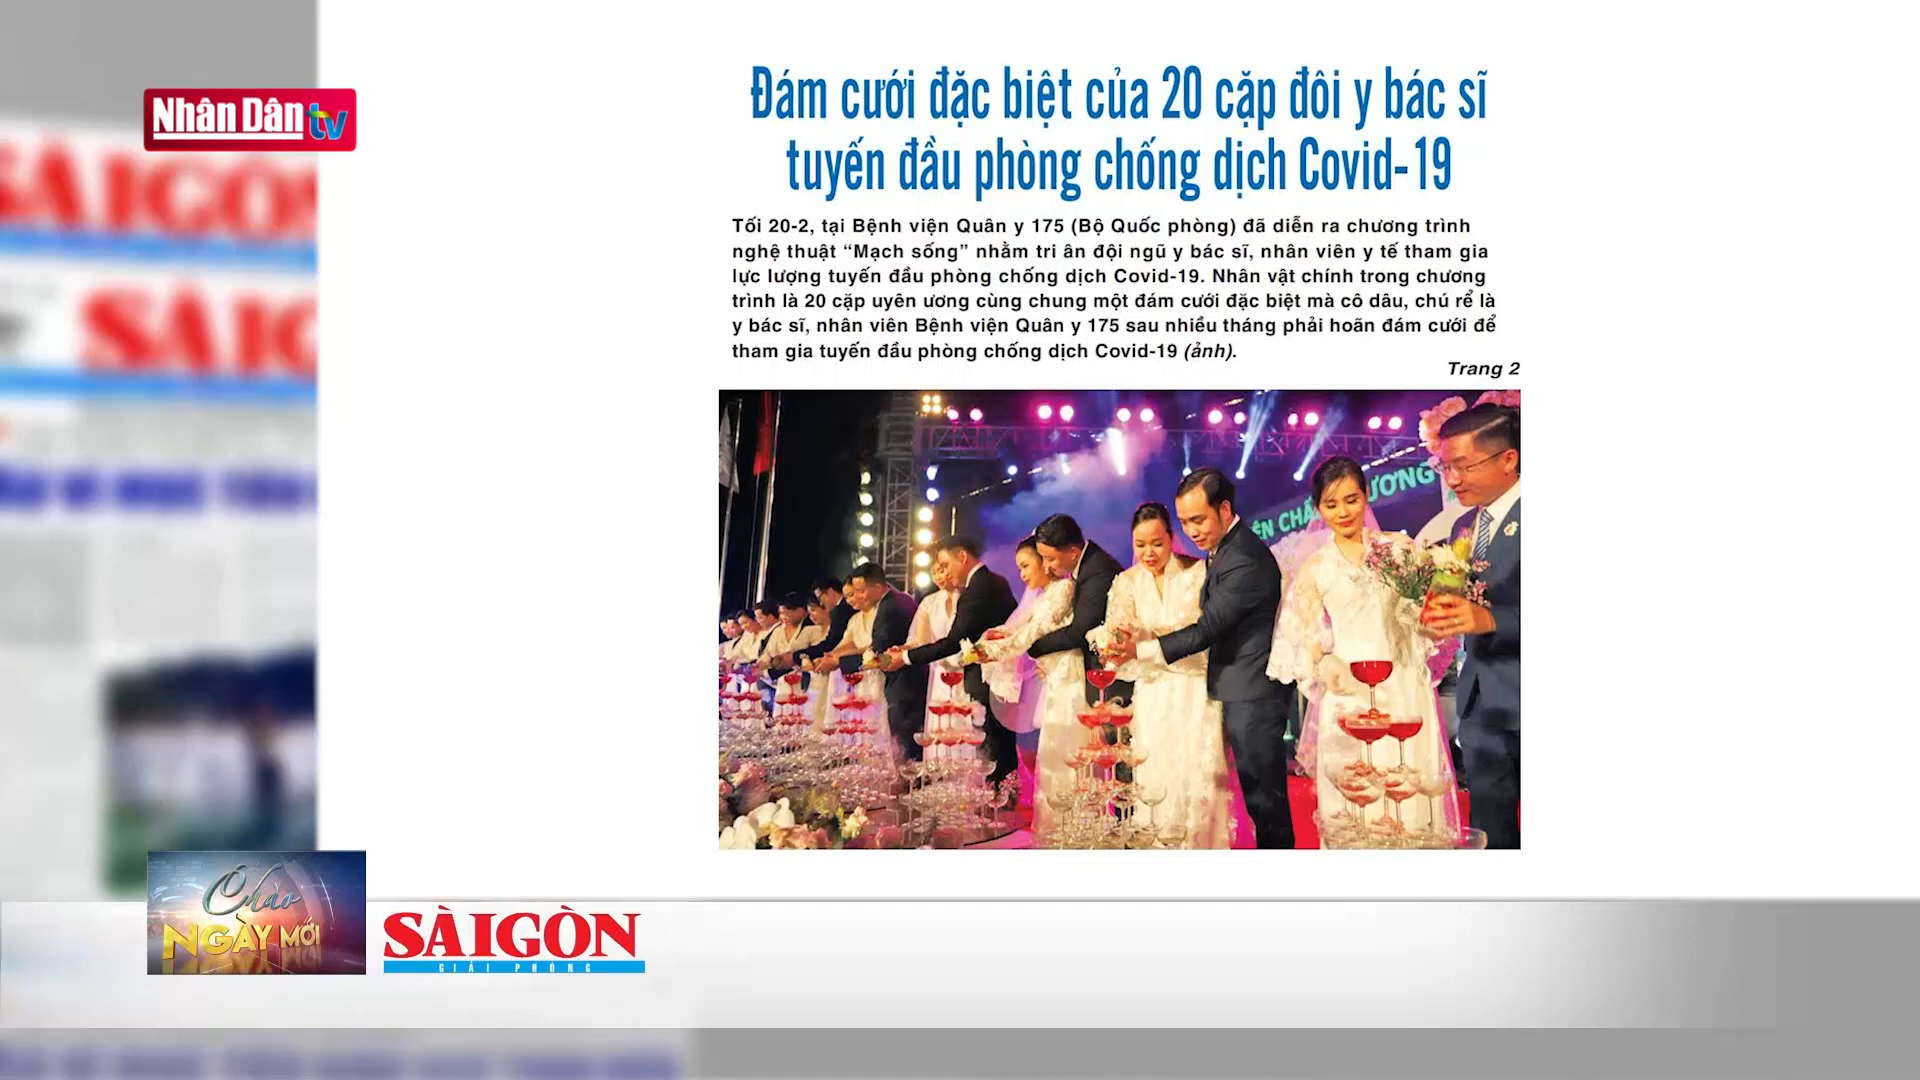 Nhân Dân tv
Đám cưới đặc biệt của 20 cặp đôi y bác sĩ
tuyến đầu phòng chống dịch Covid-19
Tối 20-2, tại Bệnh viện Quân y 175 (Bộ Quốc phòng) đã diễn ra chương trình
nghệ thuật “Mạch sống” nhằm tri ân đội ngũ y bác sĩ, nhân viên y tế tham gia
lực lượng tuyến đầu phòng chống dịch Covid-19. Nhân vật chính trong chương
trình là 20 cặp uyên ương cùng chung một đám cưới đặc biệt mà cô dâu, chú rể là
y bác sĩ, nhân viên Bệnh viện Quân y 175 sau nhiều tháng phải hoãn đám cưới để
tham gia tuyến đầu phòng chống dịch Covid-19 (ảnh).
Trang 2
SÀIGÒN
SÀIG
Chào
NGÀY MỚI
SÀIGÒN
GIẢI PHÓNG